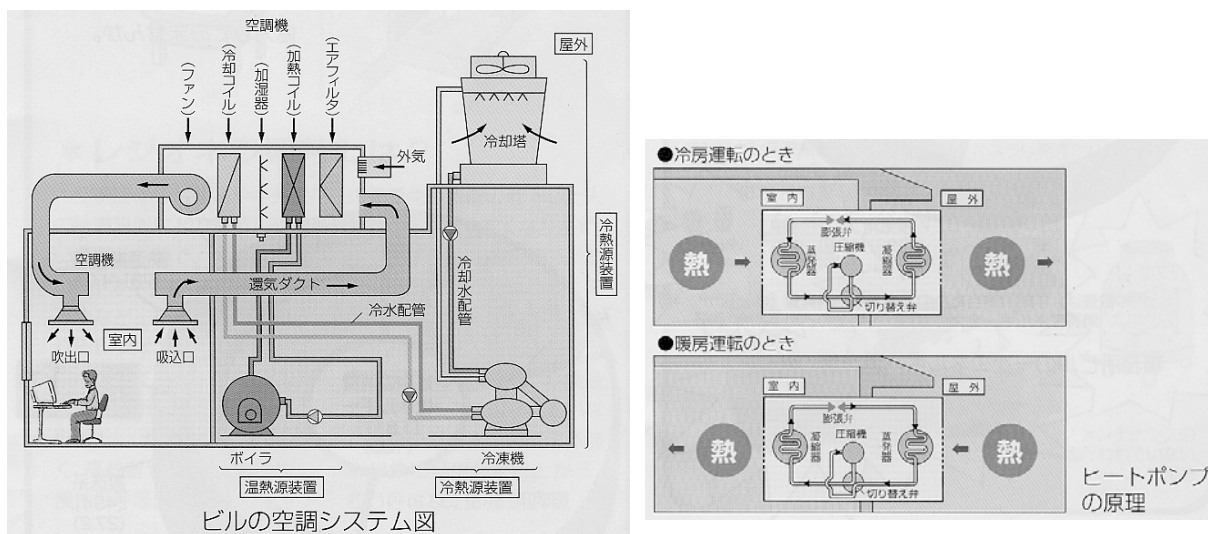 空調機
屋外
(ファン)
(冷却コイル)
(加湿器)
(加熱コイル)
(エアフィルタ)
冷却塔
外気
冷熱源装置
空調機
還気ダクト
冷却水配管
冷水配管
吹出口
室内
吸込口
ボイラ
冷凍機
温熱源装置
冷熱源装置
ビルの空調システム図
●冷房運転のとき
室内
屋外
膨張弁
熱
蒸発器
圧縮機
凝縮器
熱
切り替え弁
●暖房運転のとき
室内
屋外
膨張弁
熱
凝縮器
圧縮機
蒸発器
熱
切り替え弁
ヒートポンプ
の原理